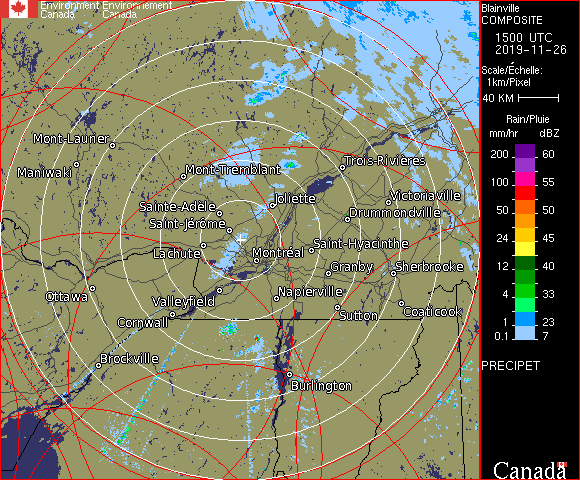 Environment Environnement
Canada Canada
Blainville
COMPOSITE
1500 UTC
2019-11-26
Scale/Échelle:
1km/Pixel
40 KM
Rain/Pluie
mm/hr dBZ
200 60
100 55
50 50
24 45
12 40
4 33
1 23
0.1 7
PRECIPET
Mont-Laurier
Maniwaki
Mont-Tremblant
Trois-Rivières
Sainte-Adèle
Joliette
Victoriaville
Saint-Jérôme
Drummondville
Lachute
Montréal
Saint-Hyacinthe
Granby
Sherbrooke
Ottawa
Valleyfield
Napierville
Cornwall
Sutton
Coaticook
Brockville
Burlington
Canada